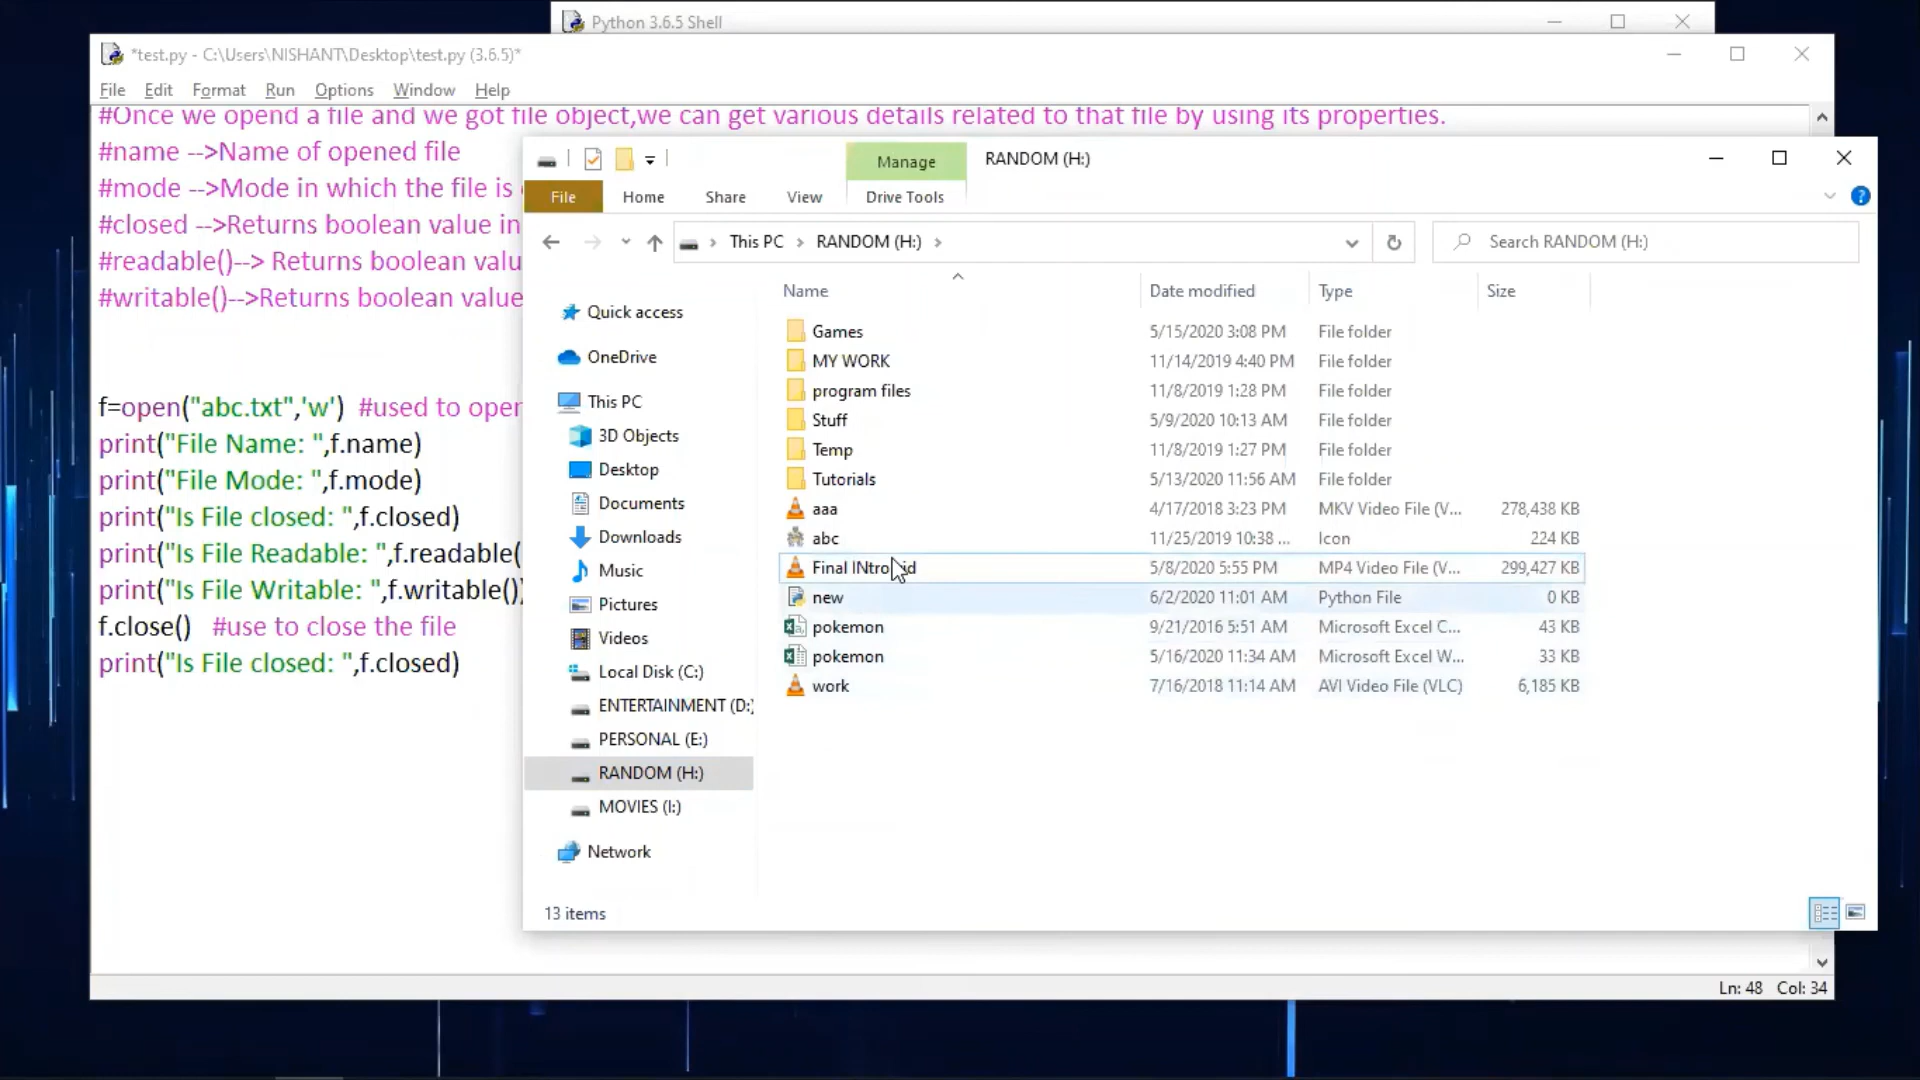 Python 3.6.5 Shell
*test.py - C:\Users\NISHANT\Desktop\test.py (3.6.5)*
File Edit Format Run Options Window Help
#Once we opend a file and we got file object,we can get various details related to that file by using its properties.
#name -->Name of opened file
#mode -->Mode in which the file is
#closed -->Returns boolean value in
#readable()--> Returns boolean valu
#writable()-->Returns boolean value
f=open("abc.txt",'w') #used to open
print("File Name: ",f.name)
print("File Mode: ",f.mode)
print("Is File closed: ",f.closed)
print("Is File Readable: ",f.readable(
print("Is File Writable: ",f.writable())
f.close() #use to close the file
print("Is File closed: ",f.closed)
Ln: 48 Col: 34
Manage RANDOM (H:)
File Home Share View Drive Tools
This PC RANDOM (H:) Search RANDOM (H:)
Quick access
OneDrive
This PC
3D Objects
Desktop
Documents
Downloads
Music
Pictures
Videos
Local Disk (C:)
ENTERTAINMENT (D:)
PERSONAL (E:)
RANDOM (H:)
MOVIES (I:)
Network
Name Date modified Type Size
Games 5/15/2020 3:08 PM File folder
MY WORK 11/14/2019 4:40 PM File folder
program files 11/8/2019 1:28 PM File folder
Stuff 5/9/2020 10:13 AM File folder
Temp 11/8/2019 1:27 PM File folder
Tutorials 5/13/2020 11:56 AM File folder
aaa 4/17/2018 3:23 PM MKV Video File (V... 278,438 KB
abc 11/25/2019 10:38 ... Icon 224 KB
Final 5/8/2020 5:55 PM MP4 Video File (V... 299,427 KB
new 6/2/2020 11:01 AM Python File 0 KB
pokemon 9/21/2016 5:51 AM Microsoft Excel C... 43 KB
pokemon 5/16/2020 11:34 AM Microsoft Excel W... 33 KB
work 7/16/2018 11:14 AM AVI Video File (VLC) 6,185 KB
13 items